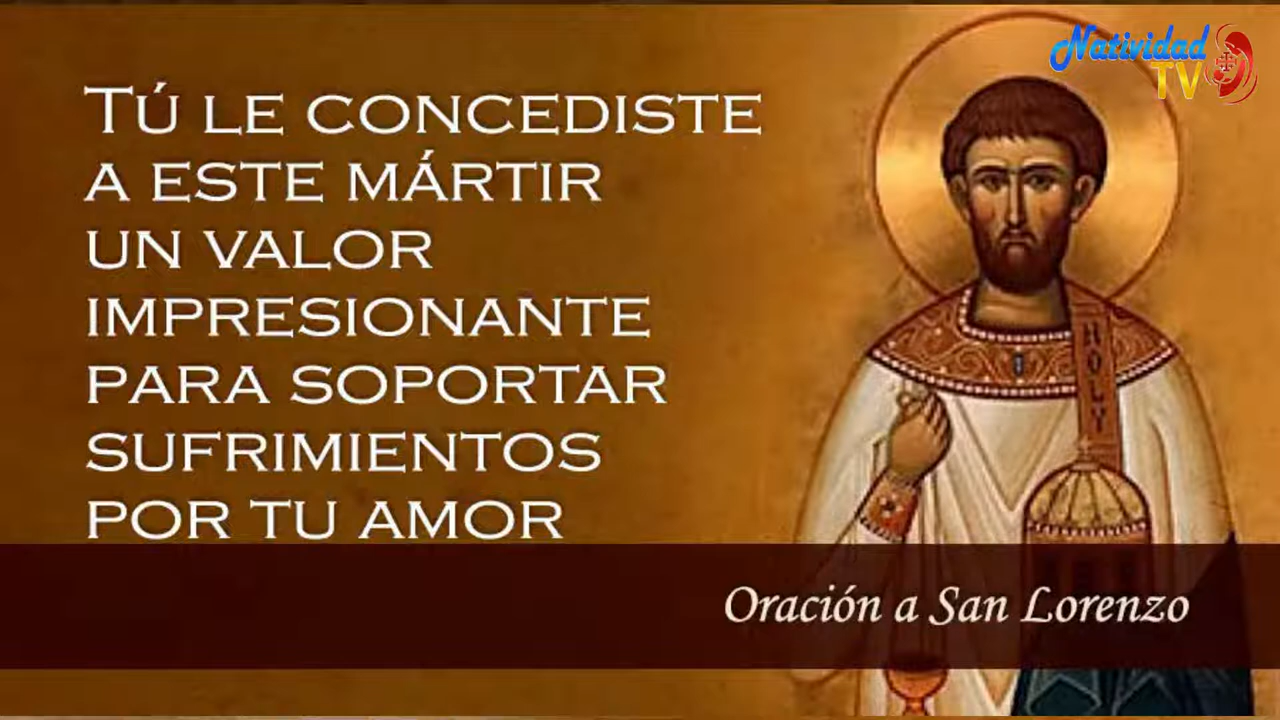 Natividad
TV
Tú le concediste
a este mártir
un valor
impresionante
para soportar
sufrimientos
por tu amor
HOLY
Oración a San Lorenzo